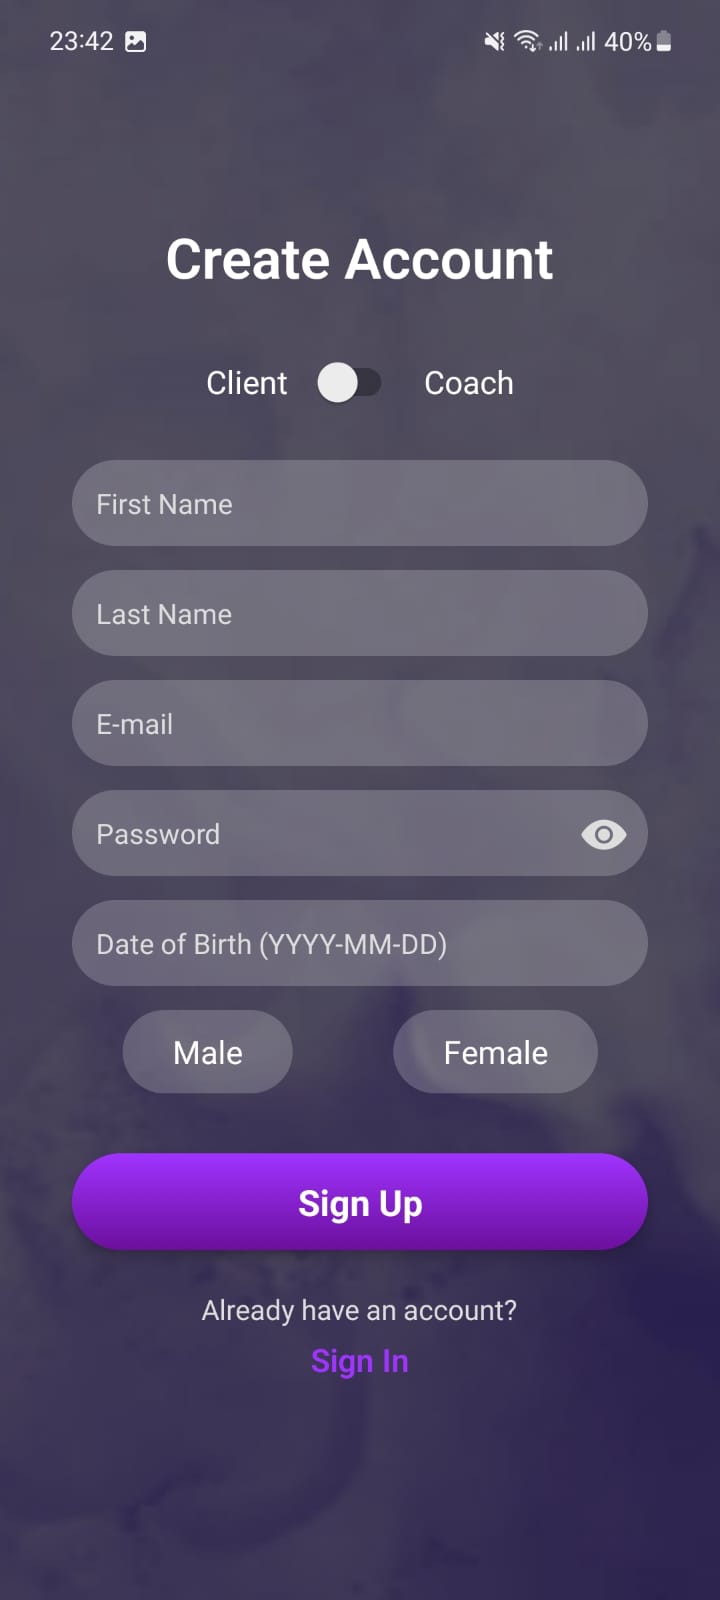 23:42 40%
Create Account
Client Coach
First Name
Last Name
E-mail
Password
Date of Birth (YYYY-MM-DD)
Male Female
Sign Up
Already have an account?
Sign In